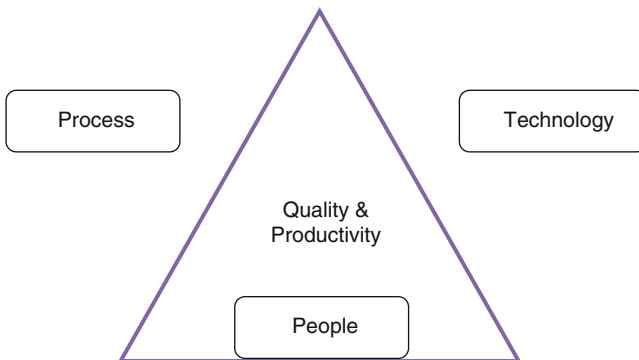 Process
Technology
Quality &
Productivity
People